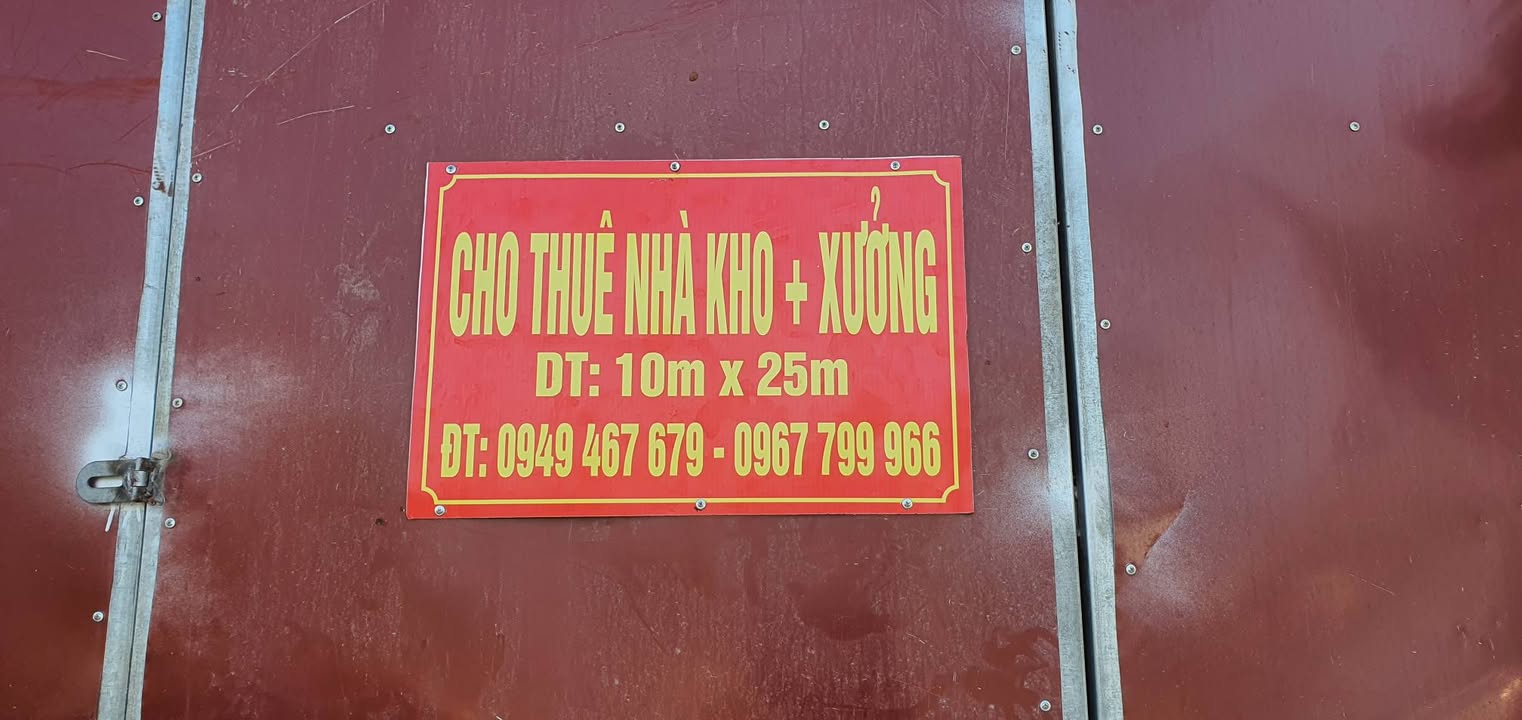 CHO THUÊ NHÀ KHO + XƯỞNG
DT: 10m x 25m
ĐT: 0949 467 679 - 0967 799 966